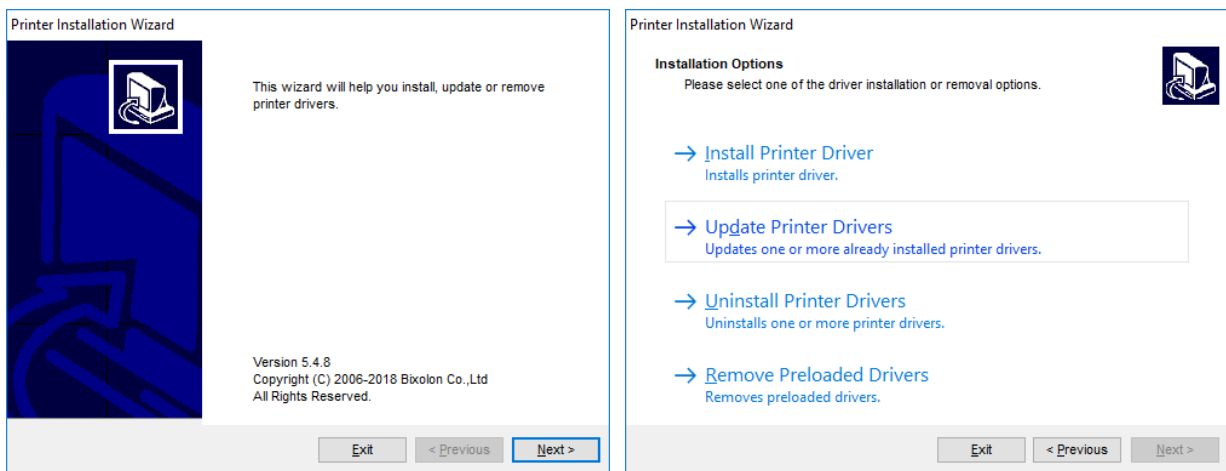 Printer Installation Wizard
This wizard will help you install, update or remove
printer drivers.
Version 5.4.8
Copyright (C) 2006-2018 Bixolon Co.,Ltd
All Rights Reserved.
Exit
< Previous
Next >
Printer Installation Wizard
Installation Options
Please select one of the driver installation or removal options.
Install Printer Driver
Installs printer driver.
Update Printer Drivers
Updates one or more already installed printer drivers.
Uninstall Printer Drivers
Uninstalls one or more printer drivers.
Remove Preloaded Drivers
Removes preloaded drivers.
Exit
< Previous
Next >